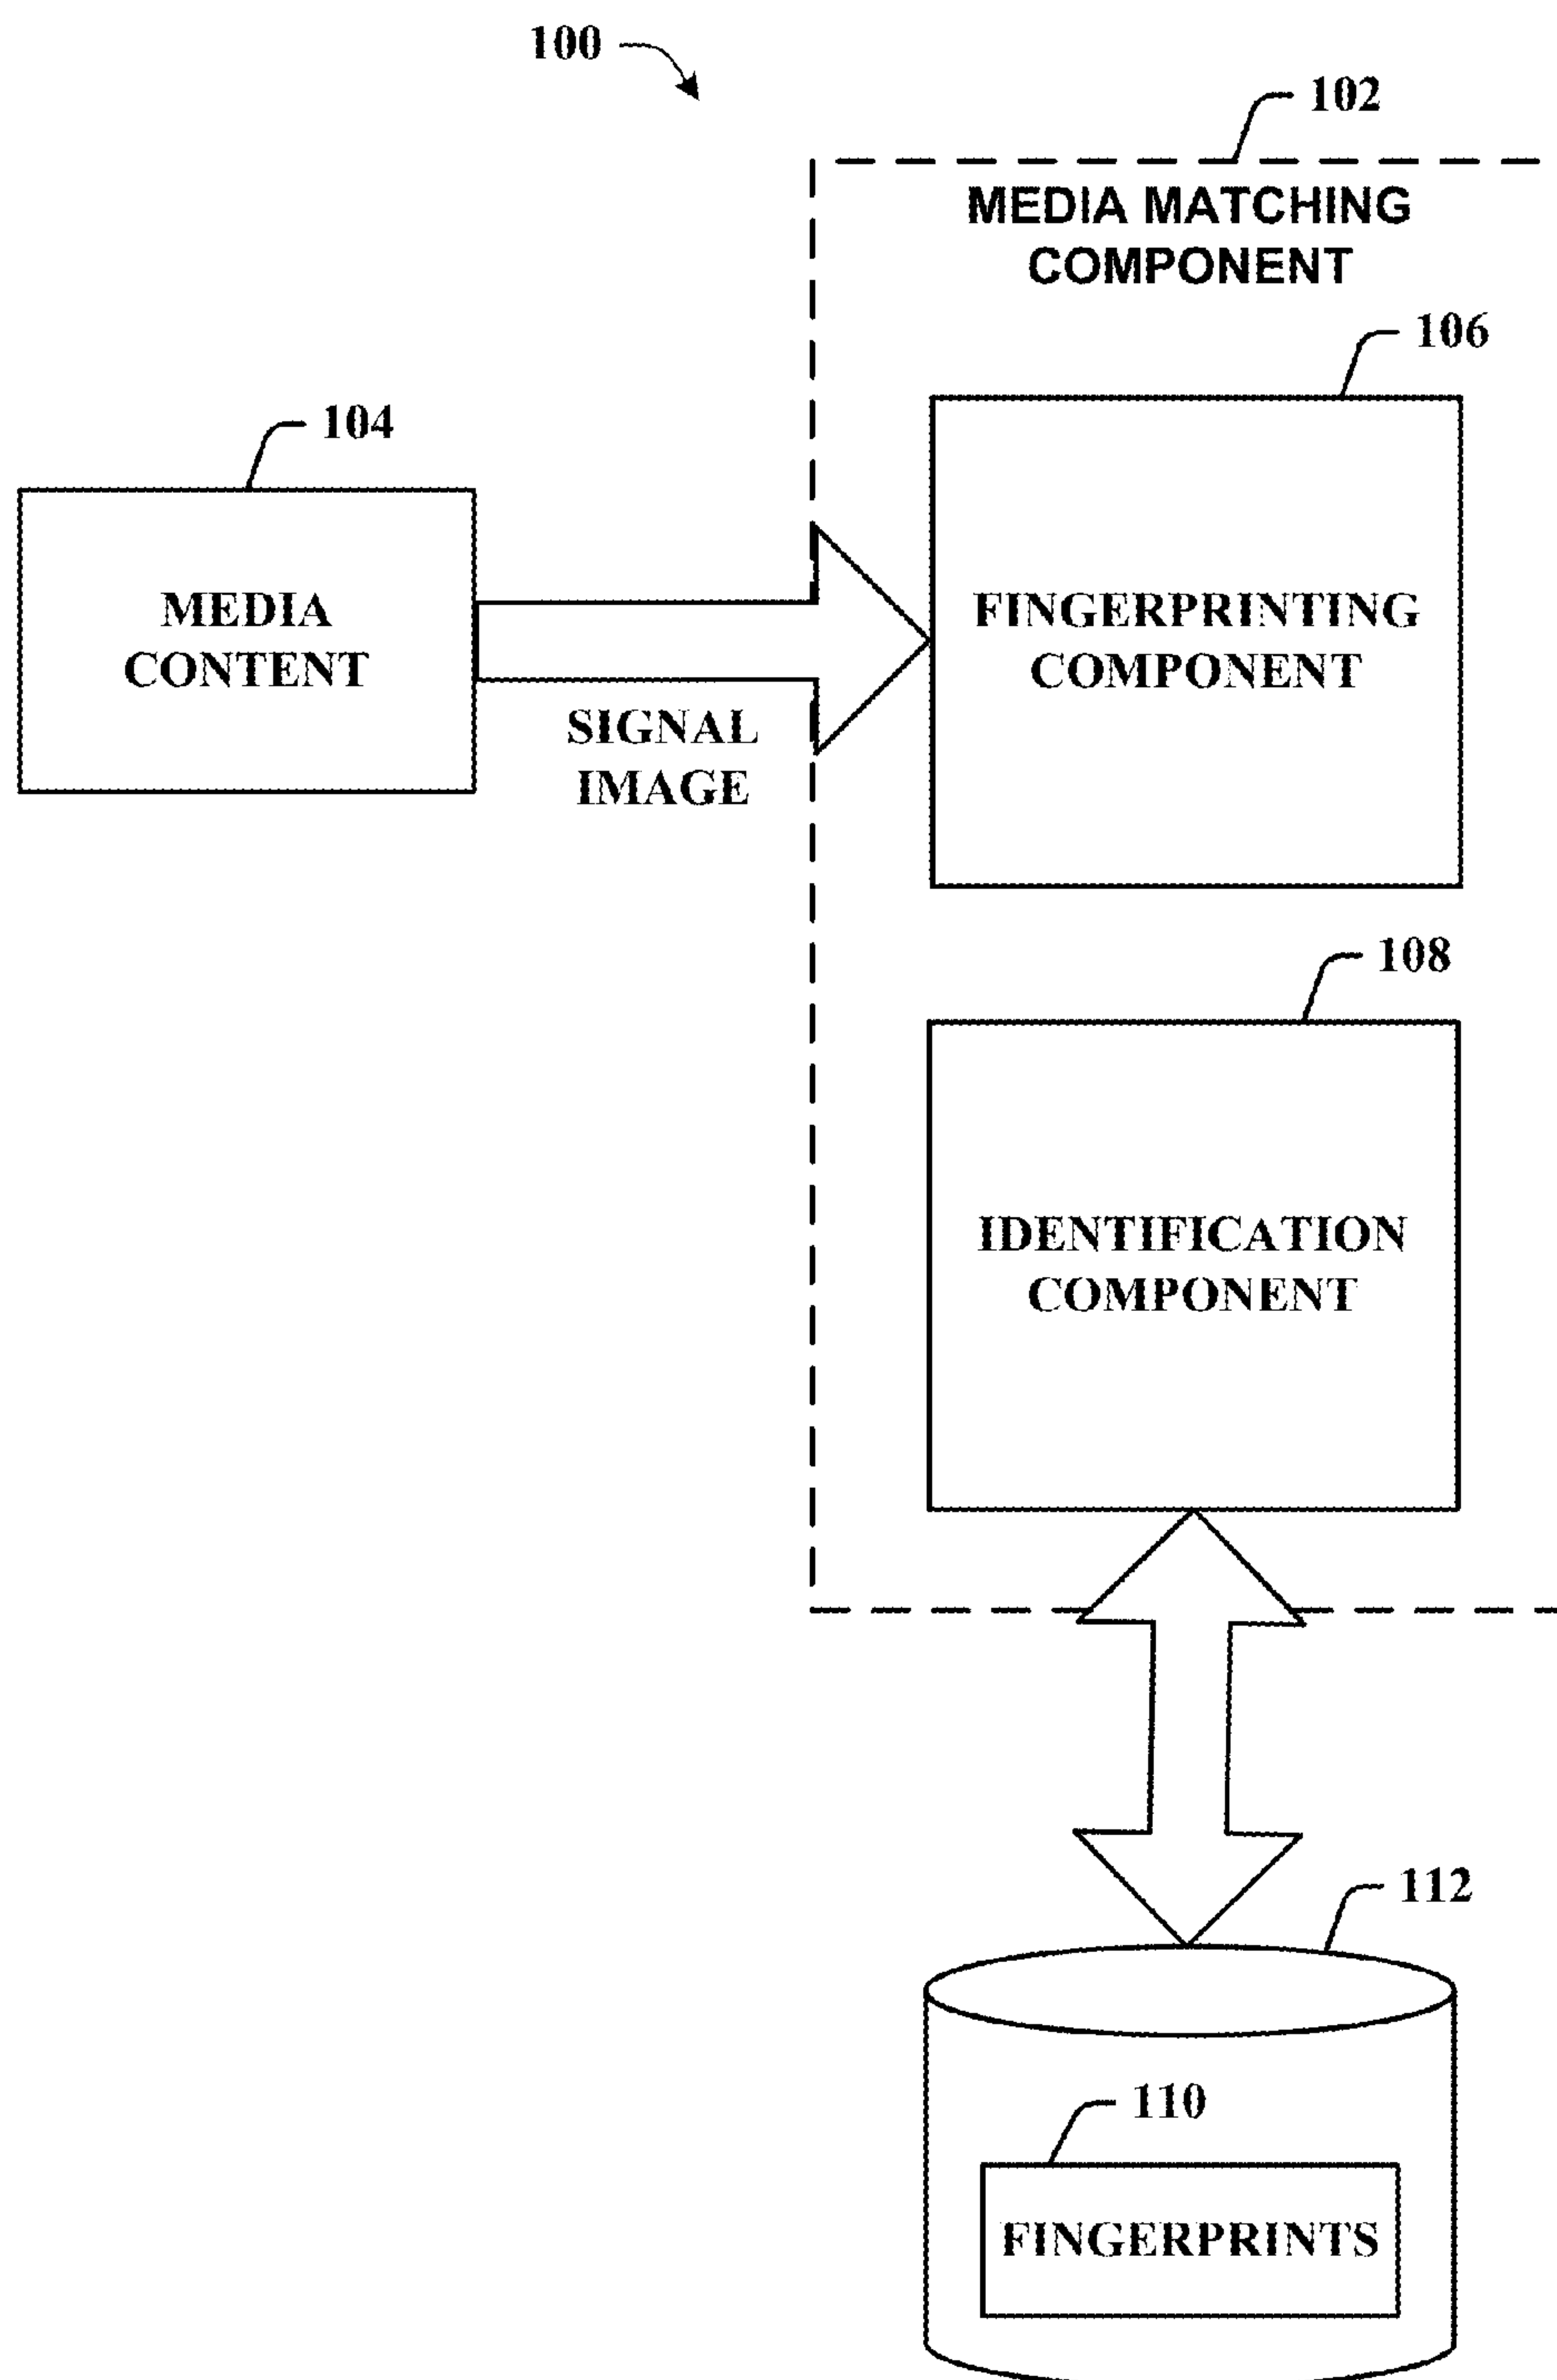 100
102
MEDIA MATCHING
COMPONENT
106
104
MEDIA
CONTENT
FINGERPRINTING
COMPONENT
SIGNAL
IMAGE
108
IDENTIFICATION
COMPONENT
112
110
FINGERPRINTS